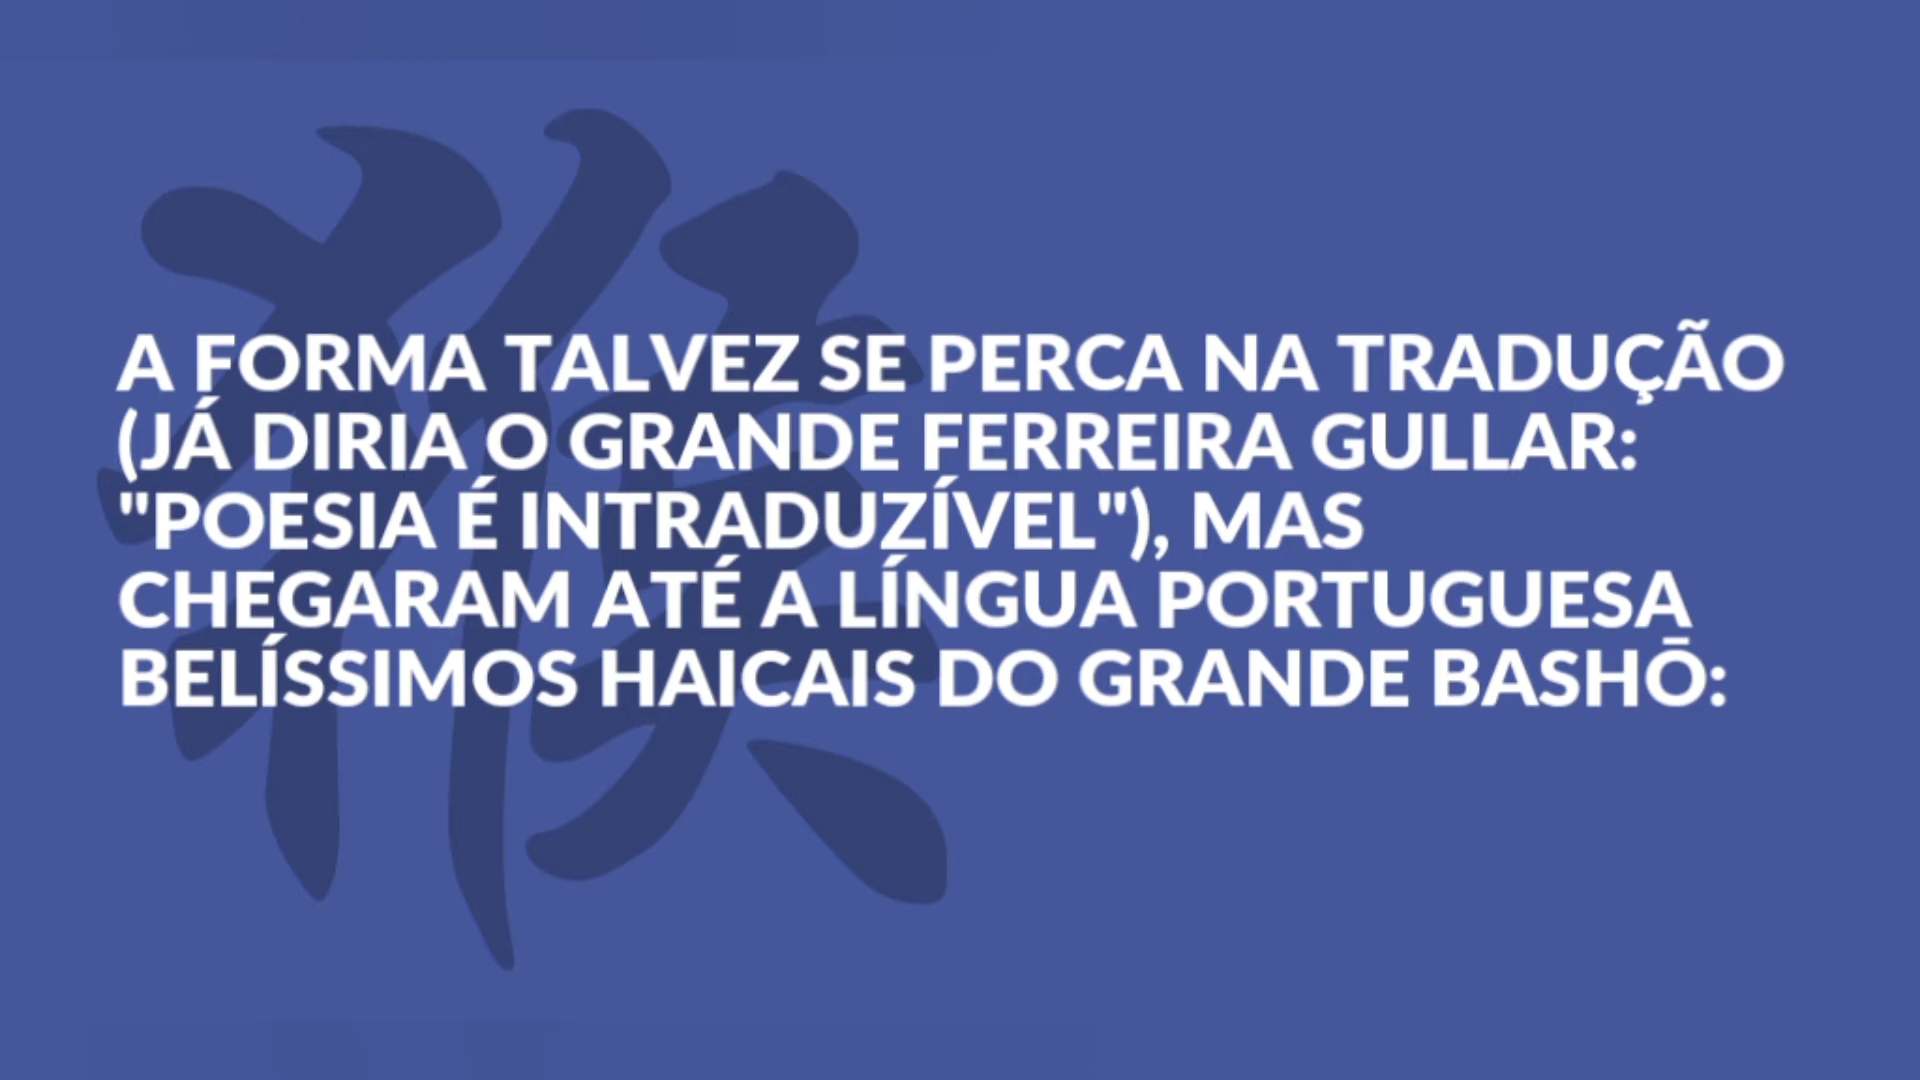 猴
A FORMA TALVEZ SE PERCA NA TRADUÇÃO
(JÁ DIRIA O GRANDE FERREIRA GULLAR:
"POESIA É INTRADUZÍVEL"), MAS
CHEGARAM ATÉ A LÍNGUA PORTUGUESA
BELÍSSIMOS HAICAIS DO GRANDE BASHŌ: